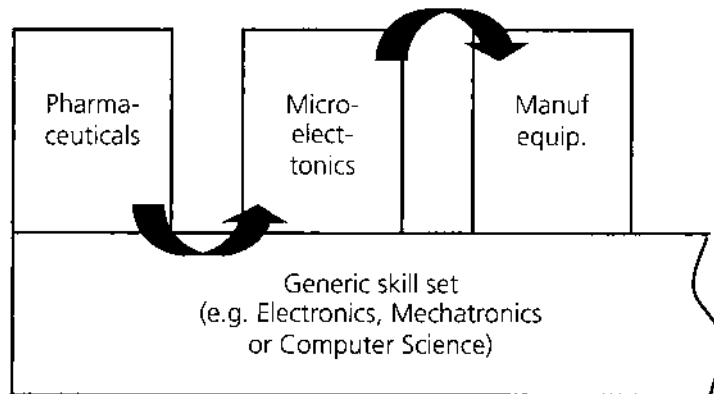 Pharma-
ceuticals
Micro-
elect-
tonics
Manuf
equip.
Generic skill set
(e.g. Electronics, Mechatronics
or Computer Science)